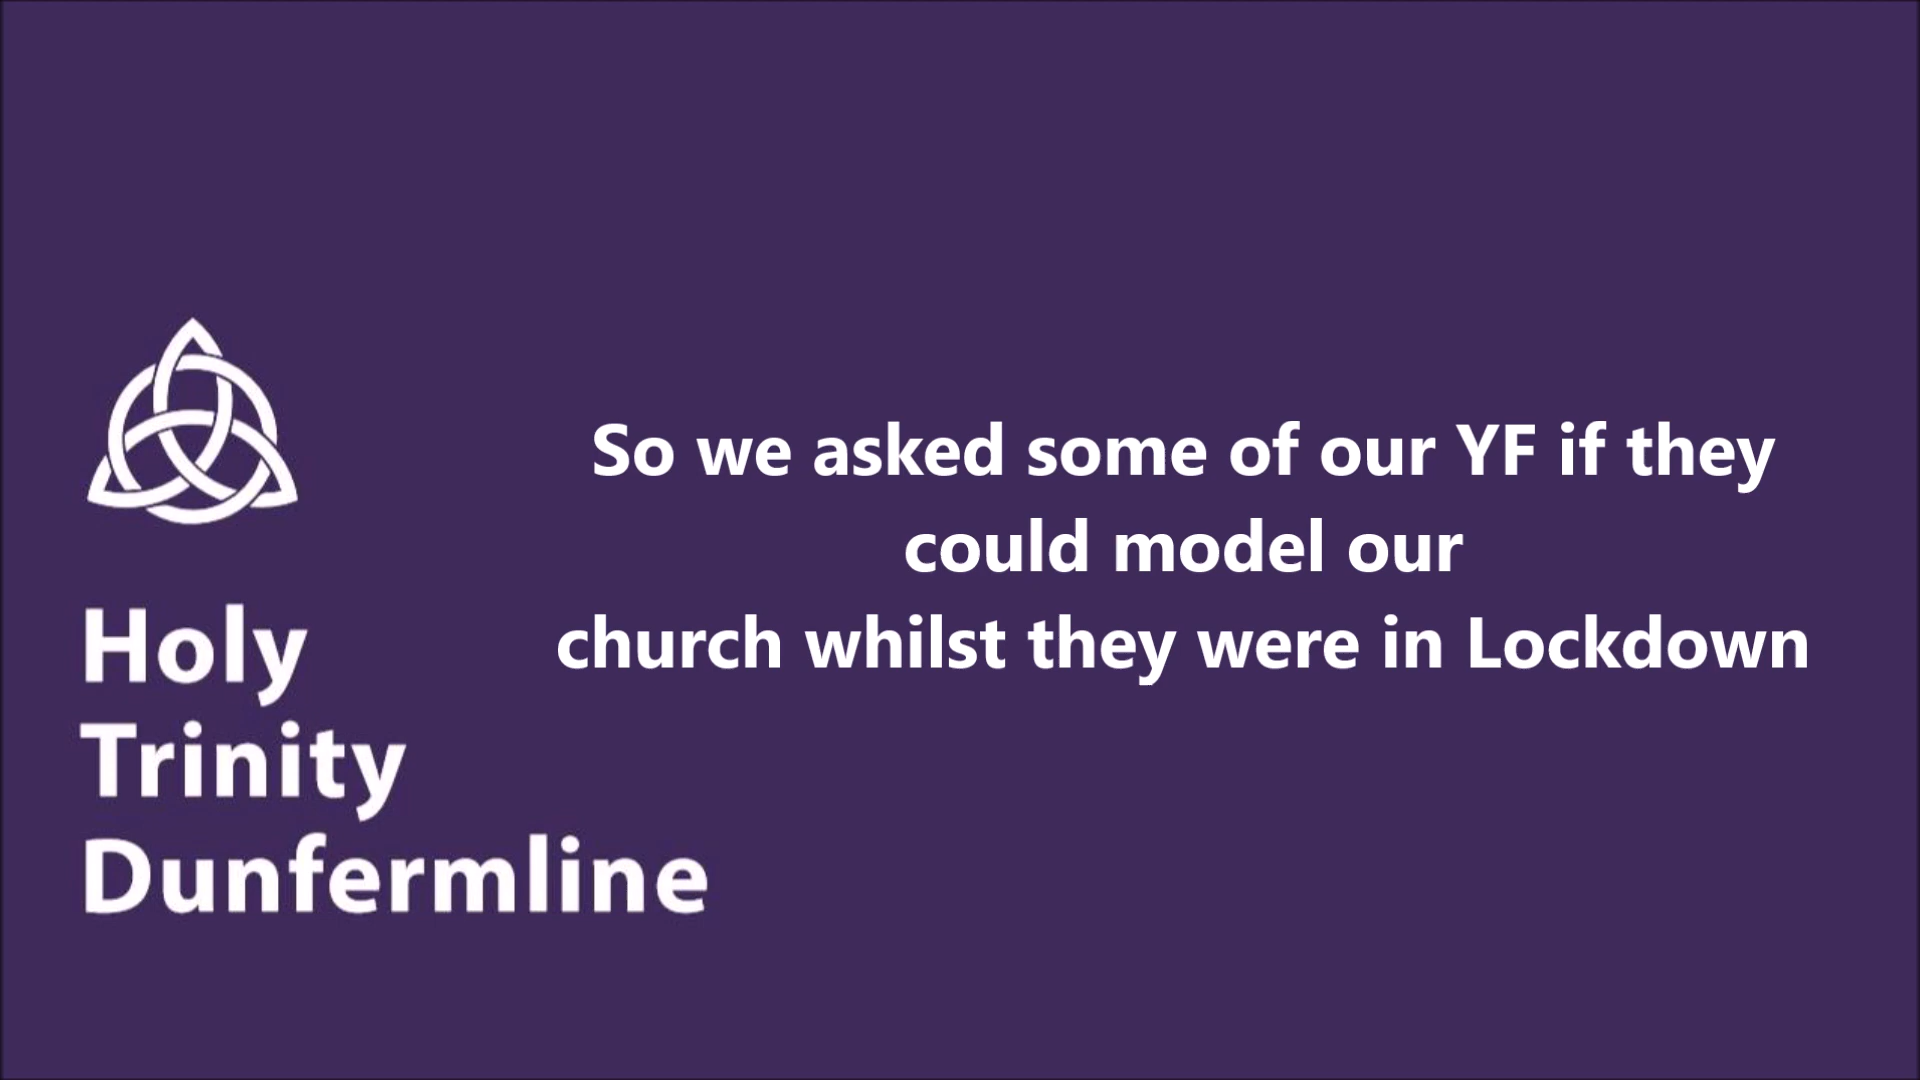 So we asked some of our YF if they
could model our
church whilst they were in Lockdown
Holy
Trinity
Dunfermline